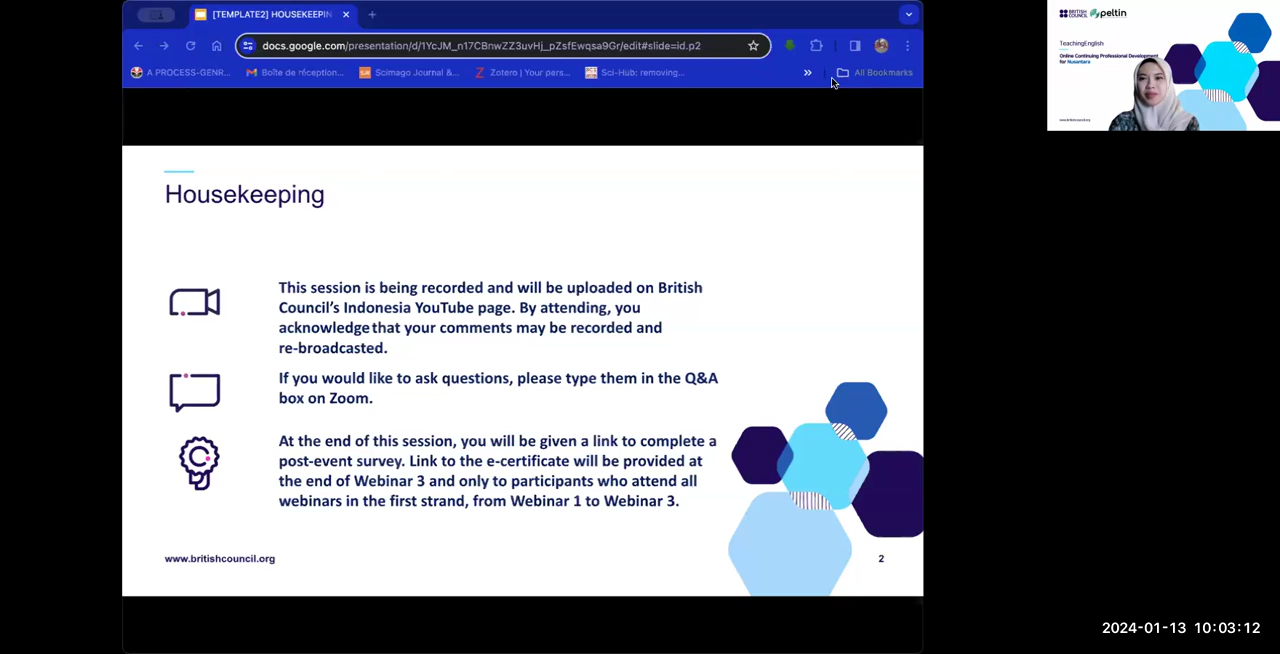 [TEMPLATE2] HOUSEKEEPIN
docs.google.com/presentation/d/1YcJM_n17CBnwZZ3uvHj_pZsfEwqsa9Gr/edit#slide=id.p2
A PROCESS-GENR...
Boîte de réception...
Scimago Journal &...
Zotero | Your pers...
Sci-Hub: removing...
All Bookmarks
BRITISH
COUNCIL
peltin
TeachingEnglish
Online Continuing Professional Development
for Nusantara
www.britishcouncil.org
Housekeeping
This session is being recorded and will be uploaded on British
Council’s Indonesia YouTube page. By attending, you
acknowledge that your comments may be recorded and
re-broadcasted.
If you would like to ask questions, please type them in the Q&A
box on Zoom.
At the end of this session, you will be given a link to complete a
post-event survey. Link to the e-certificate will be provided at
the end of Webinar 3 and only to participants who attend all
webinars in the first strand, from Webinar 1 to Webinar 3.
www.britishcouncil.org
2
2024-01-13 10:03:12